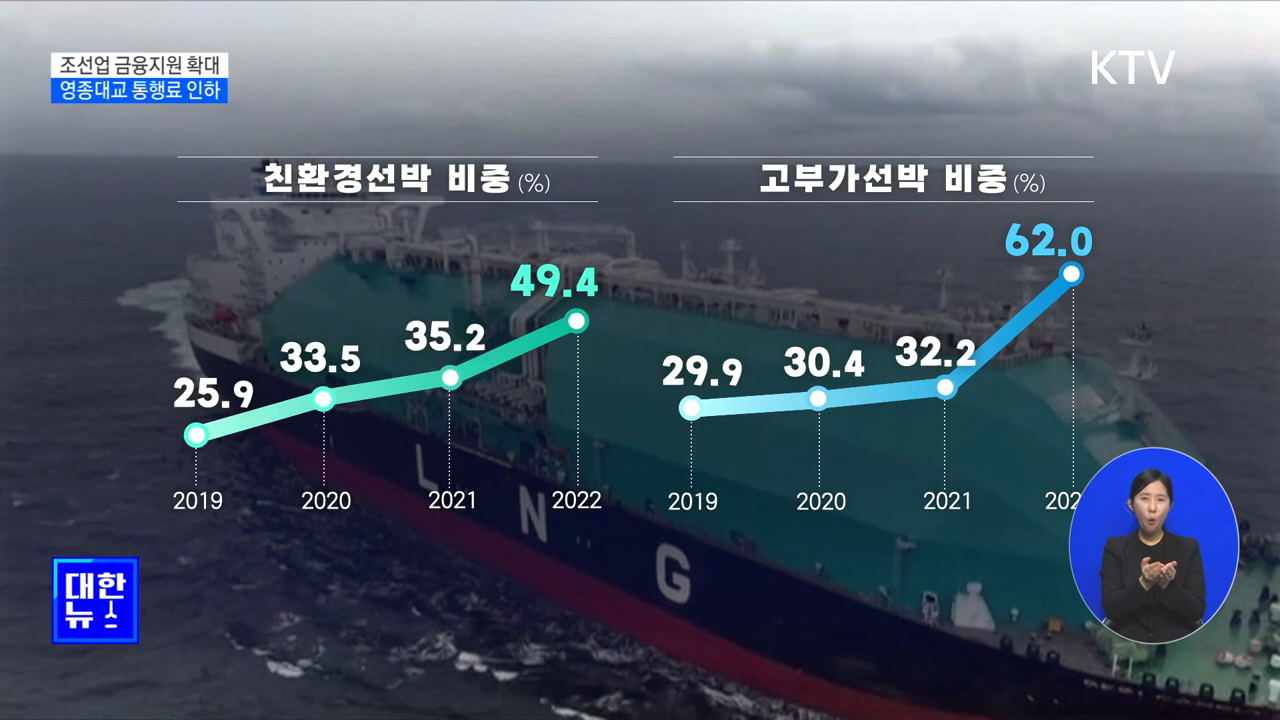 조선업 금융지원 확대
영종대교 통행료 인하
KTV
친환경선박 비중 (%)
25.9
33.5
35.2
49.4
2019
2020
2021
2022
고부가선박 비중 (%)
29.9
30.4
32.2
62.0
2019
2020
2021
202
L N G
대한
뉴스